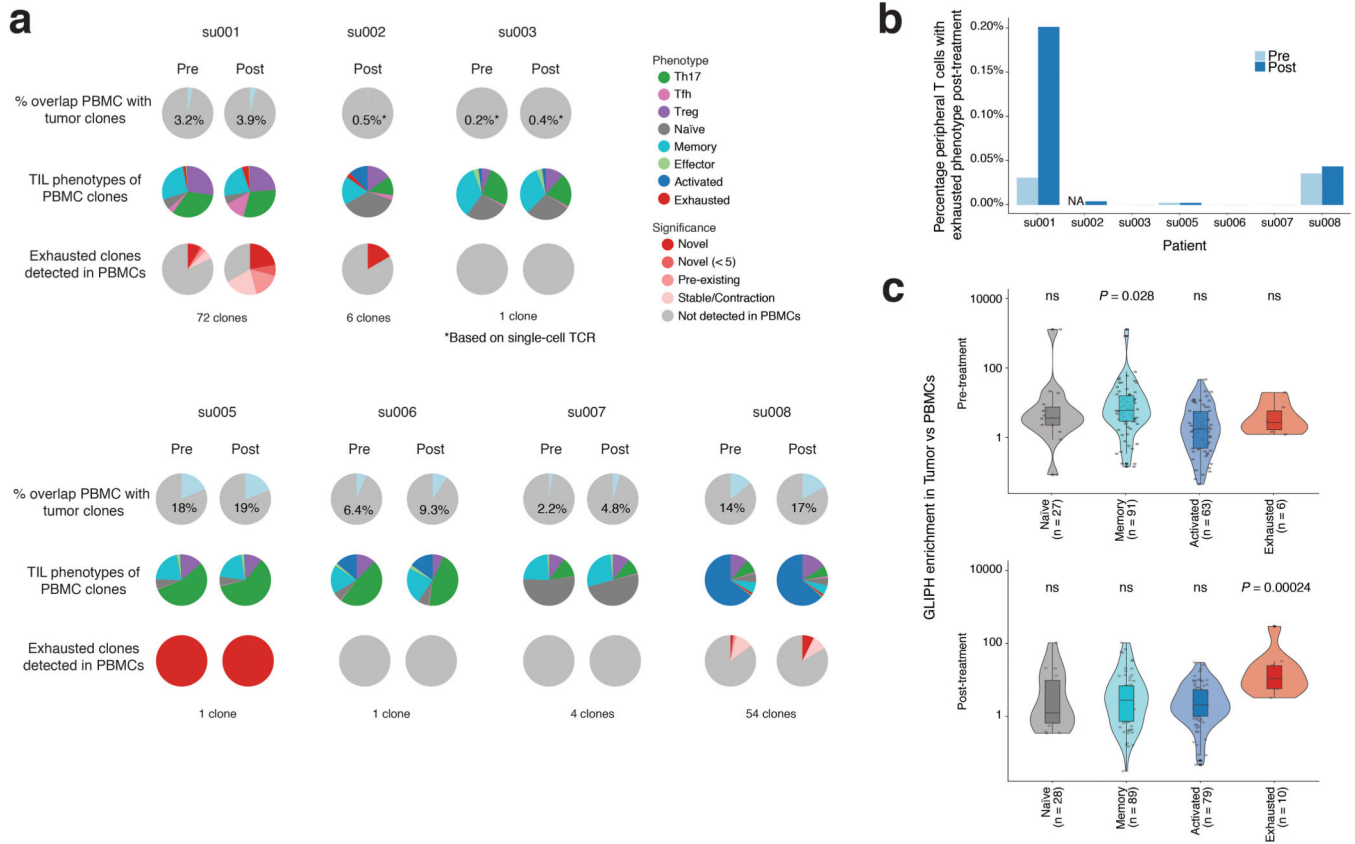 a
su001
su002
su003
Pre
Post
Post
Pre
Post
% overlap PBMC with
tumor clones
3.2%
3.9%
0.5%*
0.2%*
0.4%*
TIL phenotypes of
PBMC clones
Exhausted clones
detected in PBMCs
72 clones
6 clones
1 clone
*Based on single-cell TCR
Phenotype
Th17
Tfh
Treg
Naïve
Memory
Effector
Activated
Exhausted
Significance
Novel
Novel (< 5)
Pre-existing
Stable/Contraction
Not detected in PBMCs
su005
su006
su007
su008
Pre
Post
Pre
Post
Pre
Post
Pre
Post
% overlap PBMC with
tumor clones
18%
19%
6.4%
9.3%
2.2%
4.8%
14%
17%
TIL phenotypes of
PBMC clones
Exhausted clones
detected in PBMCs
1 clone
1 clone
4 clones
54 clones
b
Percentage peripheral T cells with
exhausted phenotype post-treatment
0.20%
0.15%
0.10%
0.05%
0.00%
Pre
Post
NA
su001
su002
su003
su005
su006
su007
su008
Patient
c
GLIPH enrichment in Tumor vs PBMCs
Pre-treatment
10000
100
1
ns
P = 0.028
ns
ns
Naïve
(n = 27)
Memory
(n = 91)
Activated
(n = 63)
Exhausted
(n = 6)
Post-treatment
10000
100
1
ns
ns
ns
P = 0.00024
Naïve
(n = 28)
Memory
(n = 89)
Activated
(n = 79)
Exhausted
(n = 10)